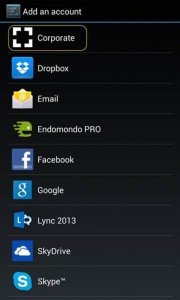 Add an account
Corporate
Dropbox
Email
Endomondo PRO
Facebook
Google
Lync 2013
SkyDrive
Skype™